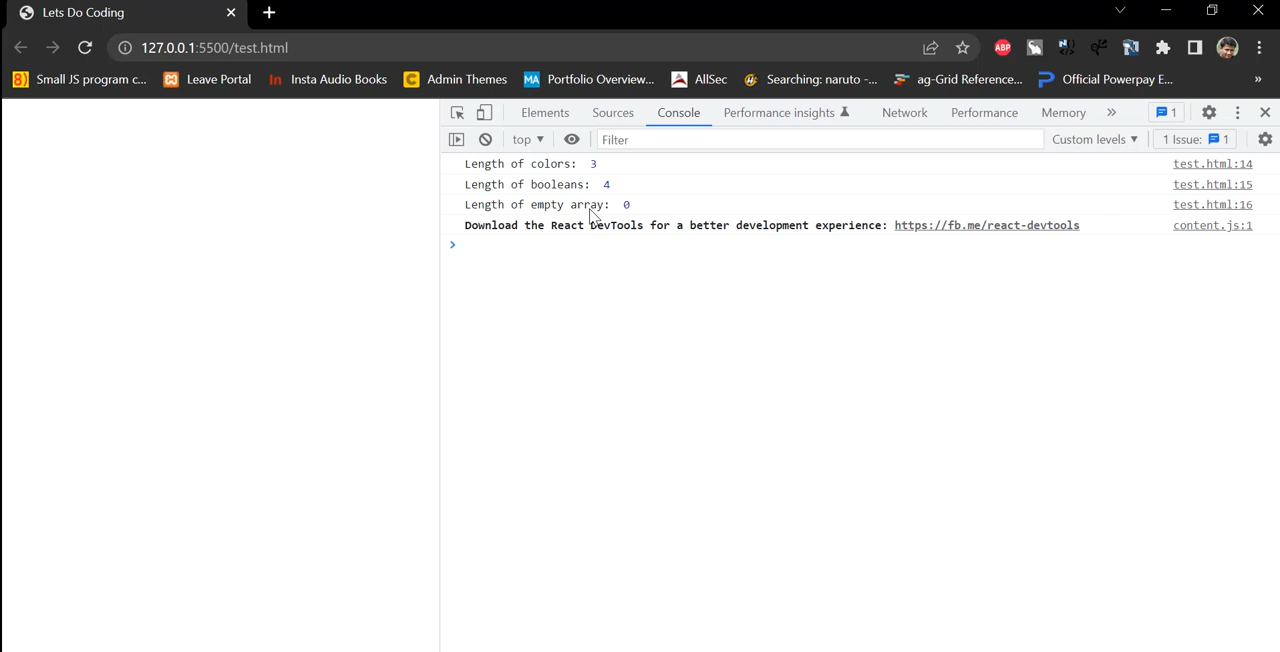 Lets Do Coding
127.0.0.1:5500/test.html
ABP
8) Small JS program c... Leave Portal In Insta Audio Books C Admin Themes MA Portfolio Overview... AllSec Searching: naruto -... ag-Grid Reference... Official Powerpay E... »
Elements Sources Console Performance insights Network Performance Memory » 1
top ▼ Filter Custom levels ▼ 1 Issue: 1
Length of colors: 3 test.html:14
Length of booleans: 4 test.html:15
Length of empty array: 0 test.html:16
Download the React DevTools for a better development experience: https://fb.me/react-devtools content.js:1
>